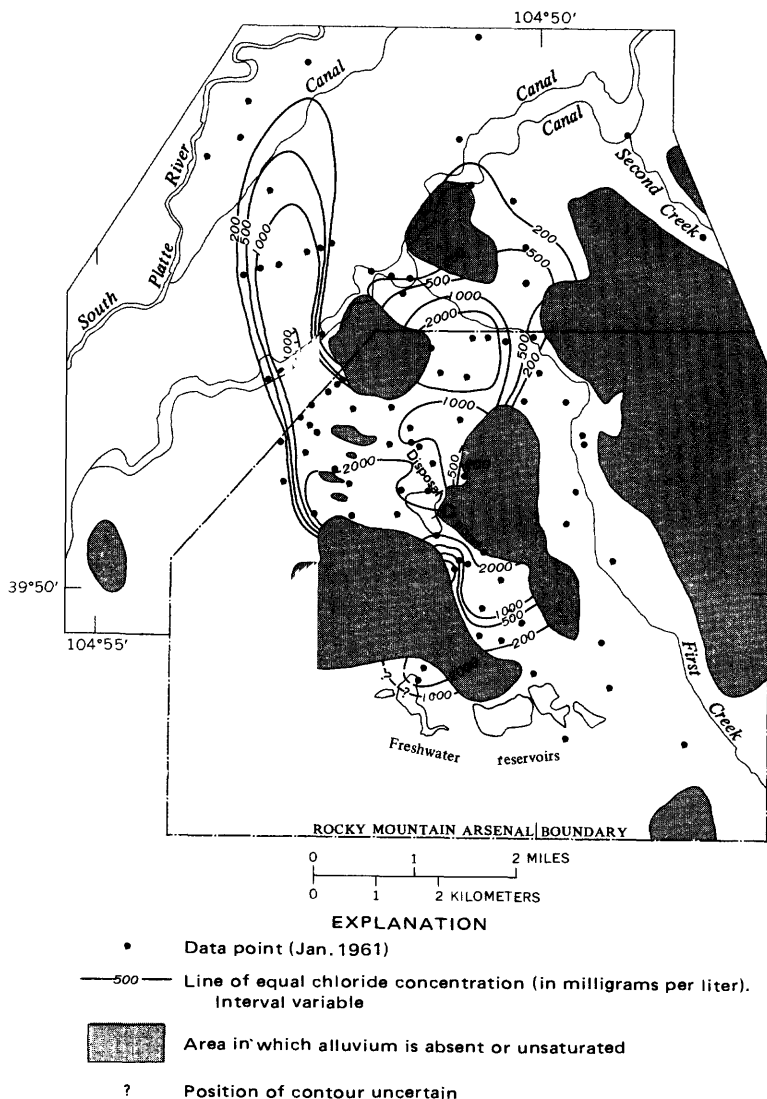 104°50'
Canal
Canal
Canal
River
Platte
South
Second
Creek
200
500
1000
200
500
500
1000
2000
1000
500
200
1000
2000
500
Disposal
2000
1000
500
200
39°50'
104°55'
1000
?
?
First
Creek
Freshwater reservoirs
ROCKY MOUNTAIN ARSENAL BOUNDARY
0 1 2 MILES
0 1 2 KILOMETERS
EXPLANATION
Data point (Jan. 1961)
500 Line of equal chloride concentration (in milligrams per liter).
Interval variable
Area in which alluvium is absent or unsaturated
? Position of contour uncertain